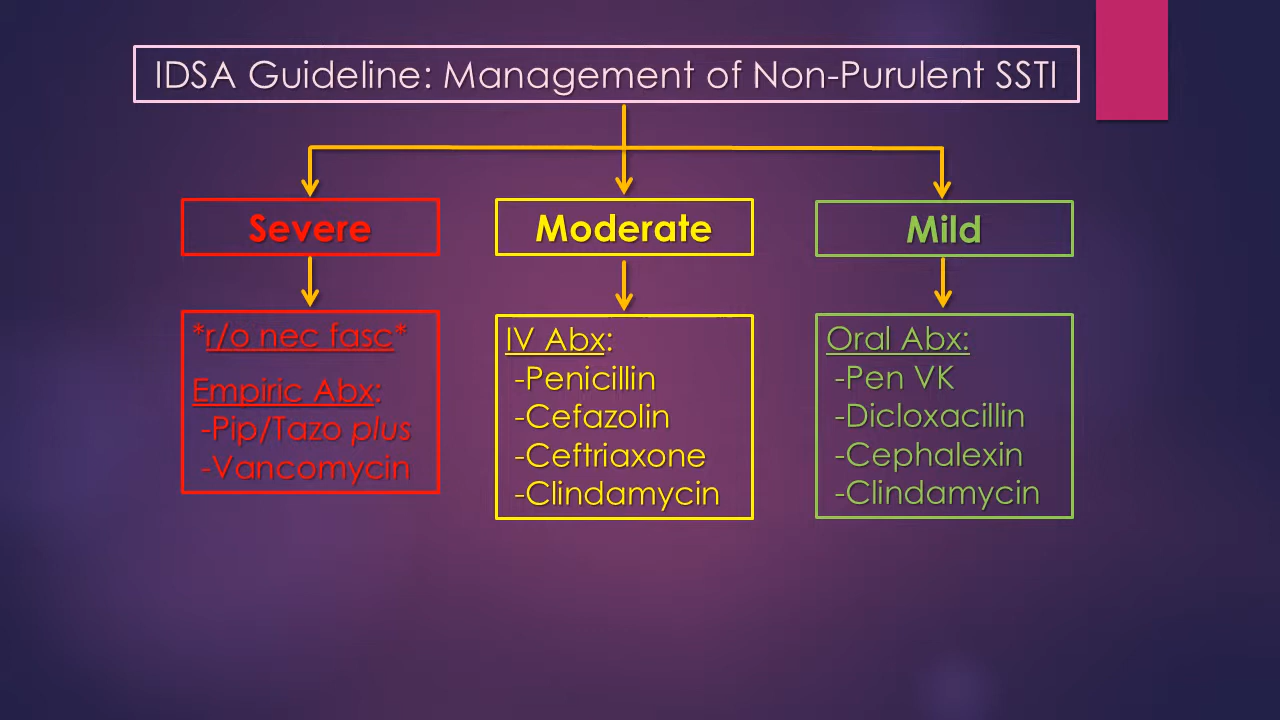 IDSA Guideline: Management of Non-Purulent SSTI
Severe
Moderate
Mild
*r/o nec fasc*
Empiric Abx:
-Pip/Tazo plus
-Vancomycin
IV Abx:
-Penicillin
-Cefazolin
-Ceftriaxone
-Clindamycin
Oral Abx:
-Pen VK
-Dicloxacillin
-Cephalexin
-Clindamycin